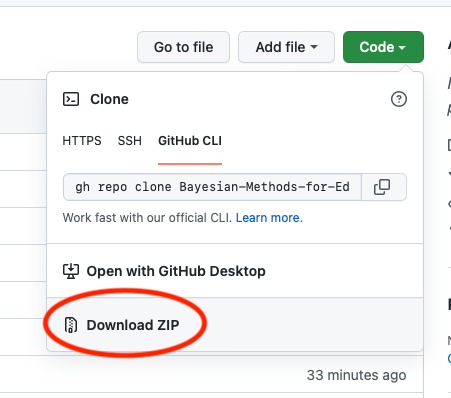 Go to file
Add file
Code
Clone
HTTPS SSH GitHub CLI
gh repo clone Bayesian-Methods-for-Ed
Work fast with our official CLI. Learn more.
Open with GitHub Desktop
Download ZIP
33 minutes ago